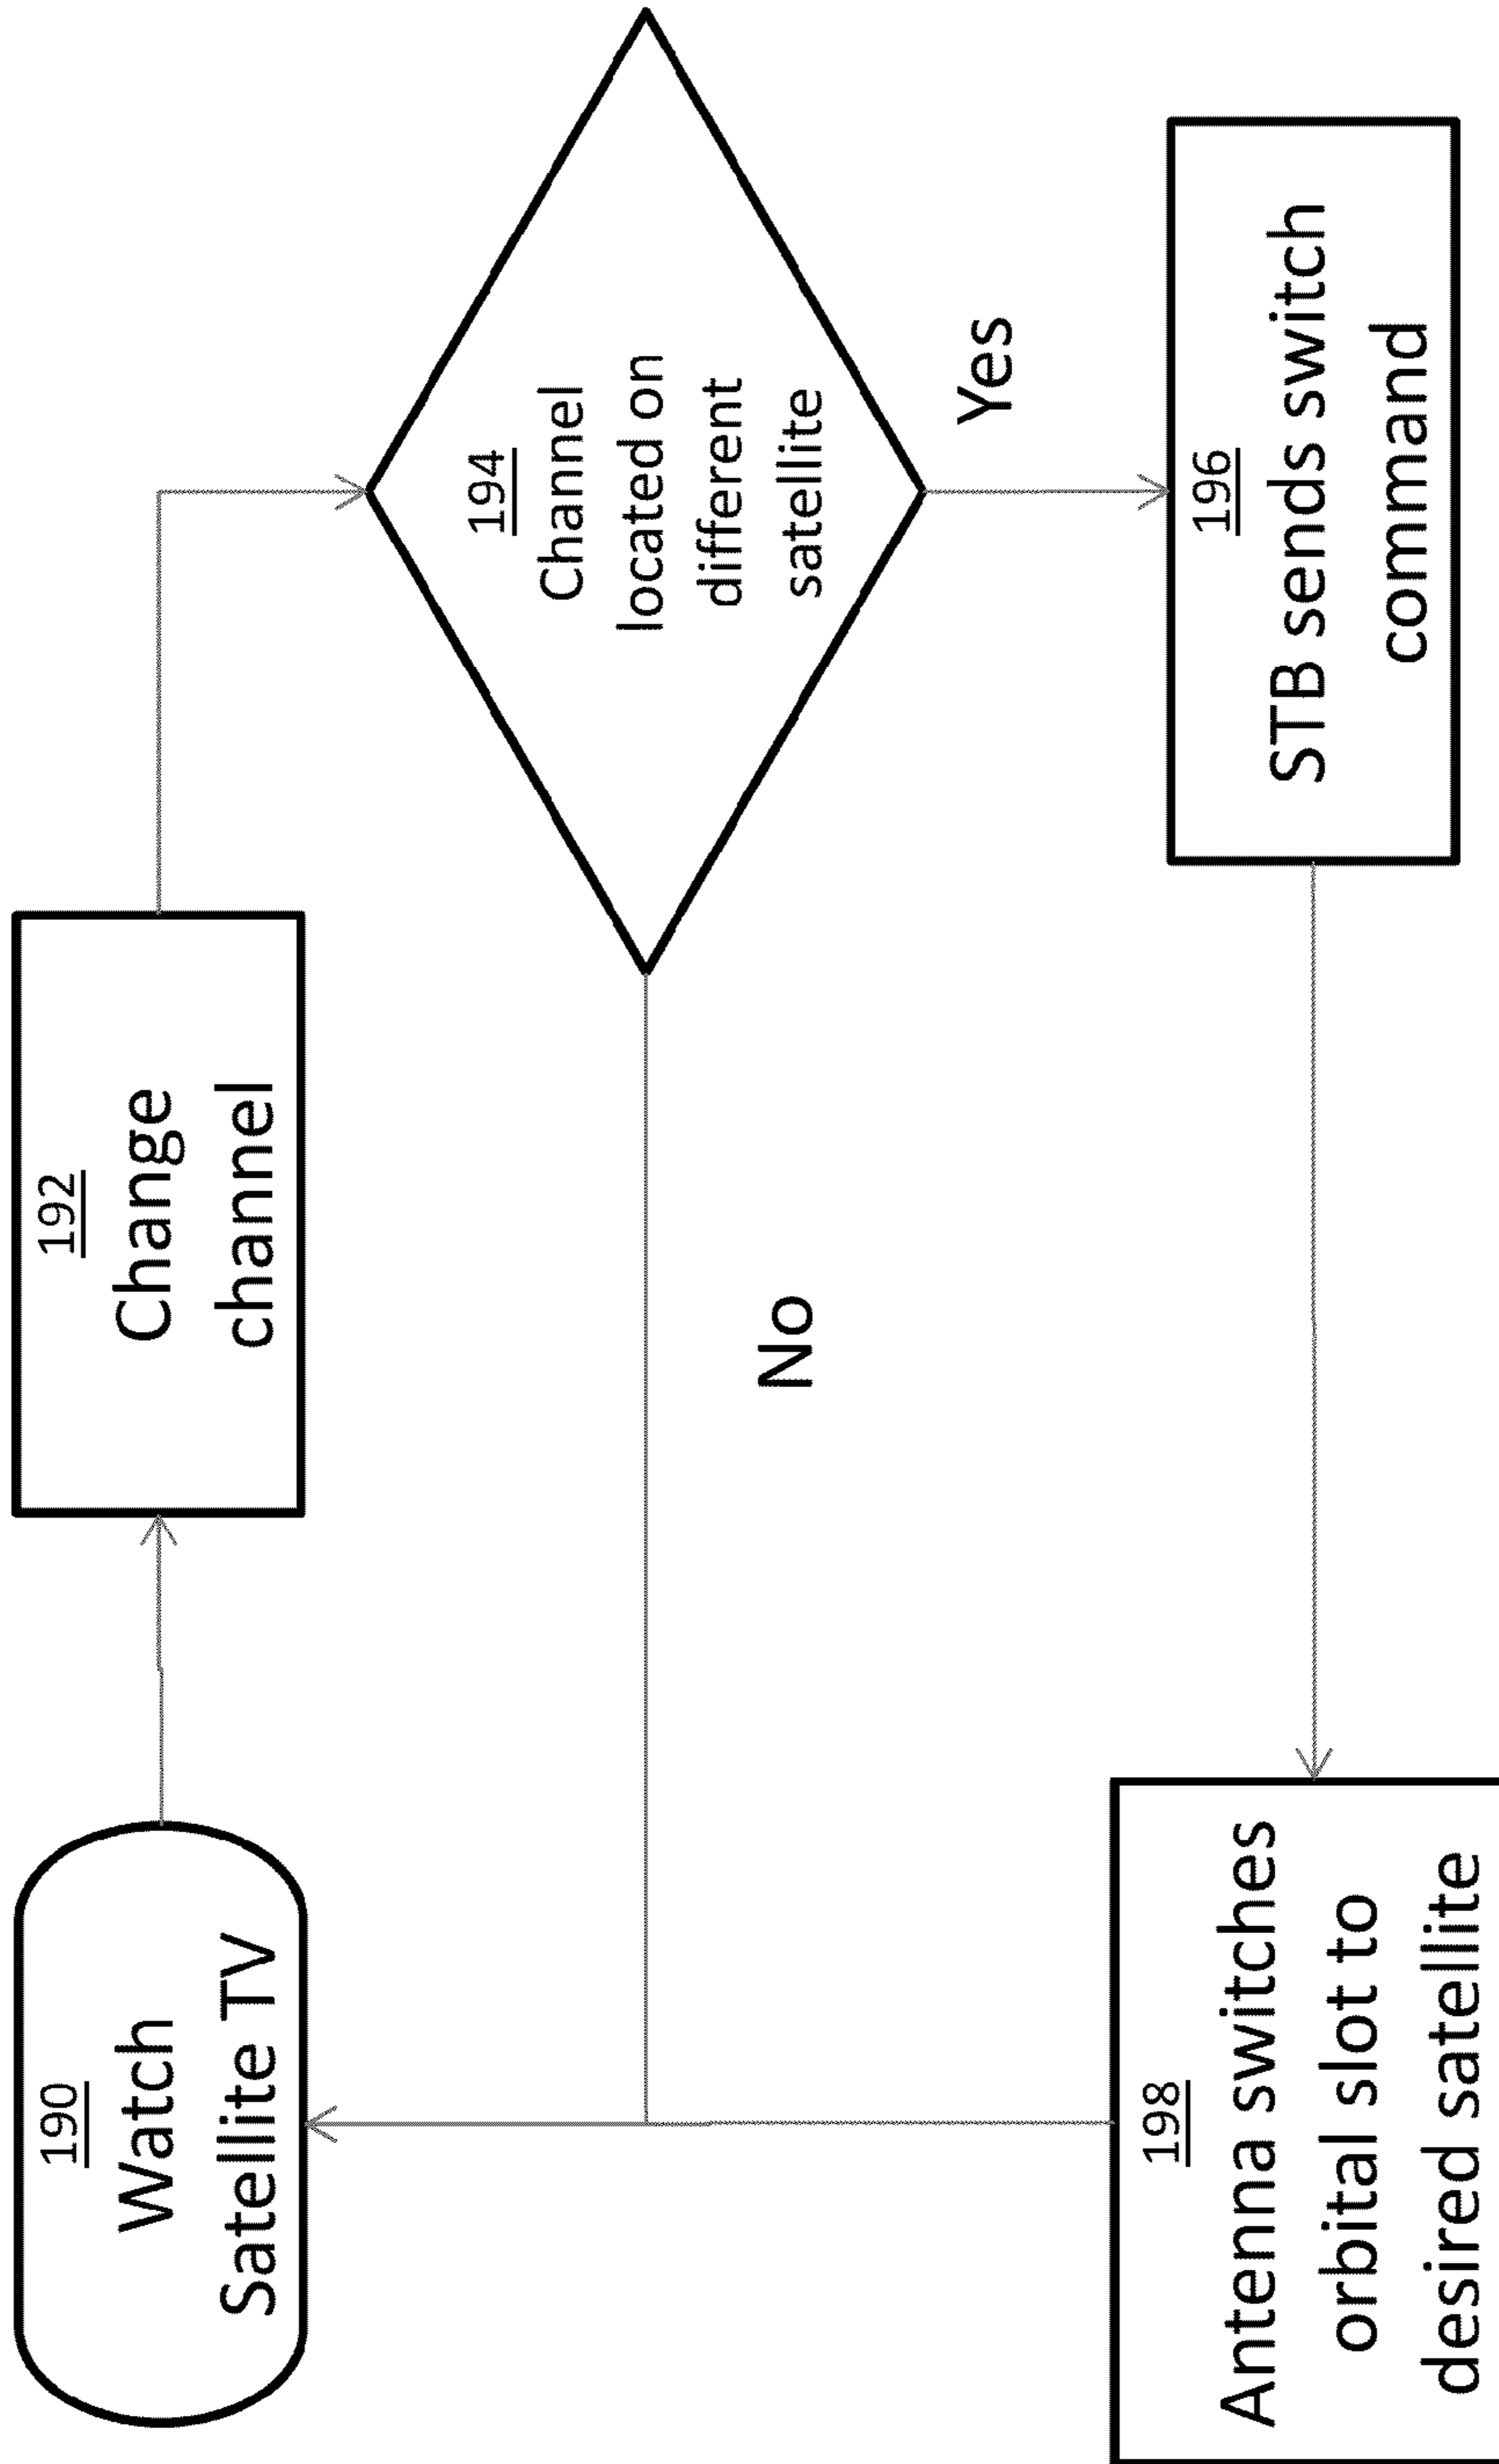 190
Watch
Satellite TV
192
Change
channel
194
Channel
located on
different
satellite
No
Yes
198
Antenna switches
orbital slot to
desired satellite
196
STB sends switch
command